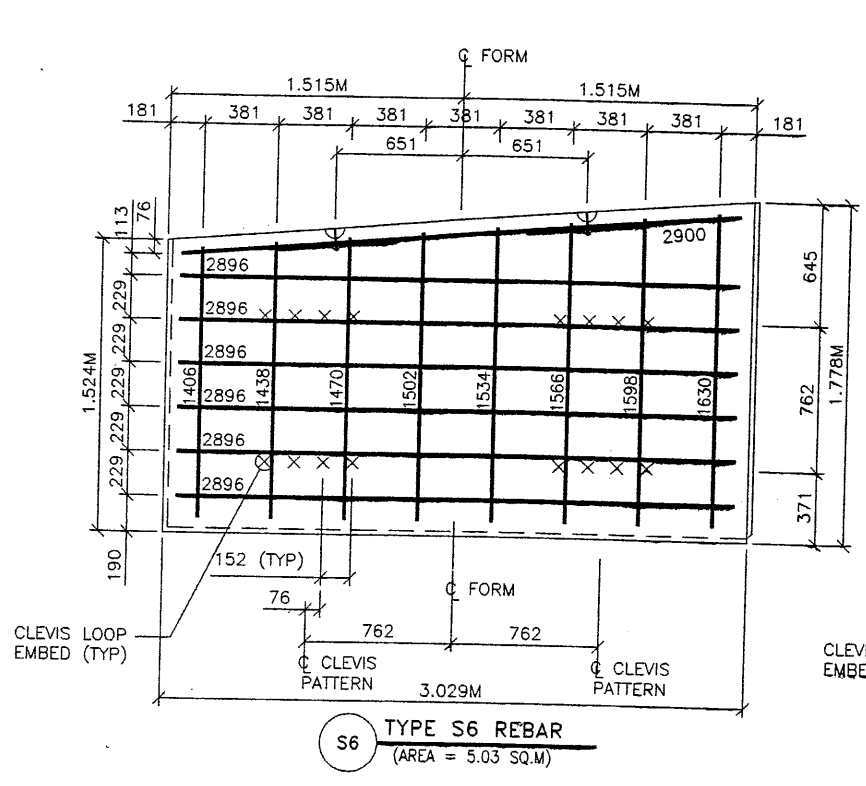 ℄ FORM
1.515M 1.515M
181 381 381 381 381 381 381 381 181
651 651
113 76
2900
645
2896
229 2896
229 2896
1.524M 229 2896 1406 1438 1470 1502 1534 1566 1598 1630 762 1.778M
229 2896
229 2896
371
190
152 (TYP)
76 ℄ FORM
CLEVIS LOOP
EMBED (TYP)
762 762
℄ CLEVIS
PATTERN
℄ CLEVIS
PATTERN
3.029M
S6 TYPE S6 REBAR
(AREA = 5.03 SQ.M)
CLEVI
EMBE